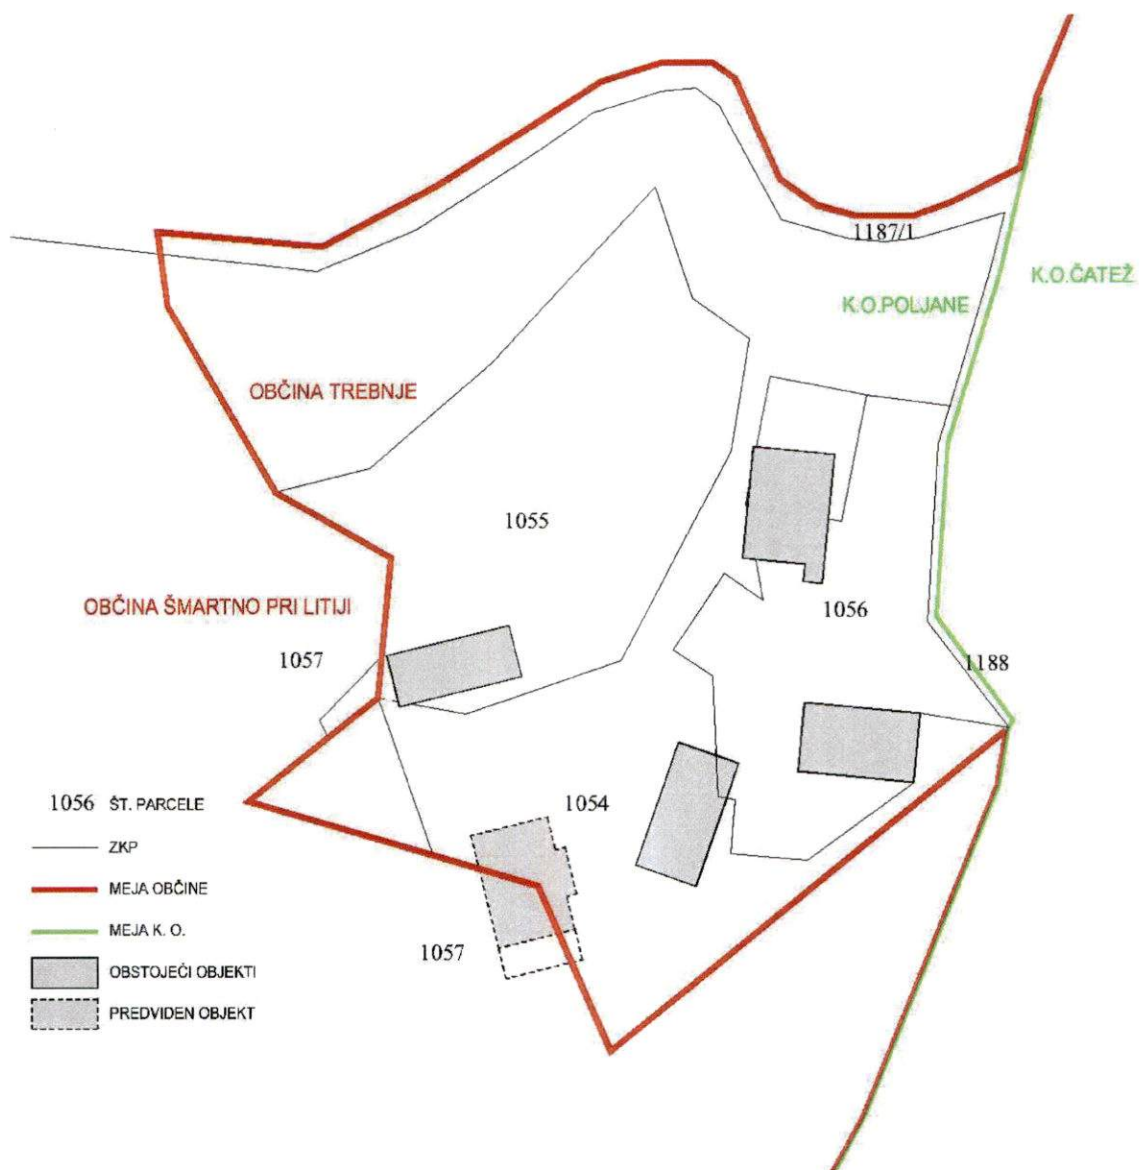 1187/1
K.O.ČATEŽ
K.O.POLJANE
OBČINA TREBNJE
1055
OBČINA ŠMARTNO PRI LITIJI
1056
1057
1188
1054
1057
1056 ŠT. PARCELE
ZKP
MEJA OBČINE
MEJA K. O.
OBSTOJEČI OBJEKTI
PREDVIDEN OBJEKT